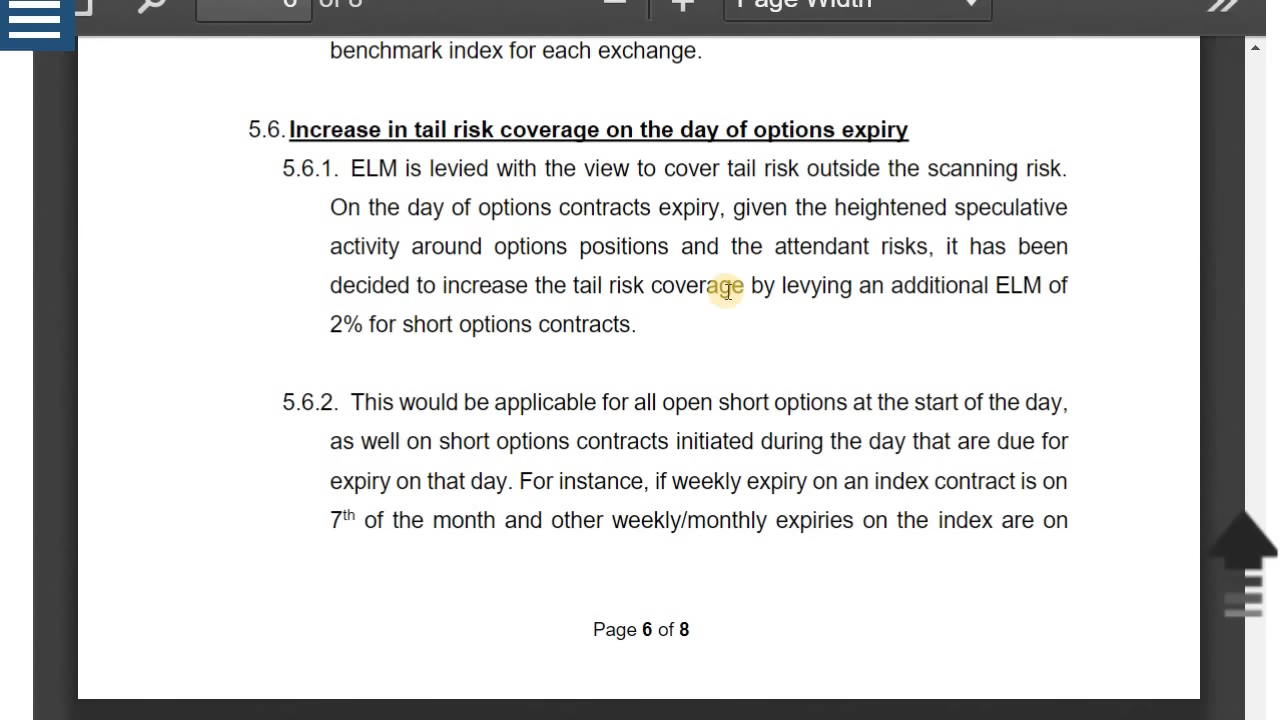 6 of 8
Page Width
benchmark index for each exchange.
5.6. Increase in tail risk coverage on the day of options expiry
5.6.1. ELM is levied with the view to cover tail risk outside the scanning risk.
On the day of options contracts expiry, given the heightened speculative
activity around options positions and the attendant risks, it has been
decided to increase the tail risk coverage by levying an additional ELM of
2% for short options contracts.
5.6.2. This would be applicable for all open short options at the start of the day,
as well on short options contracts initiated during the day that are due for
expiry on that day. For instance, if weekly expiry on an index contract is on
7th of the month and other weekly/monthly expiries on the index are on
Page 6 of 8